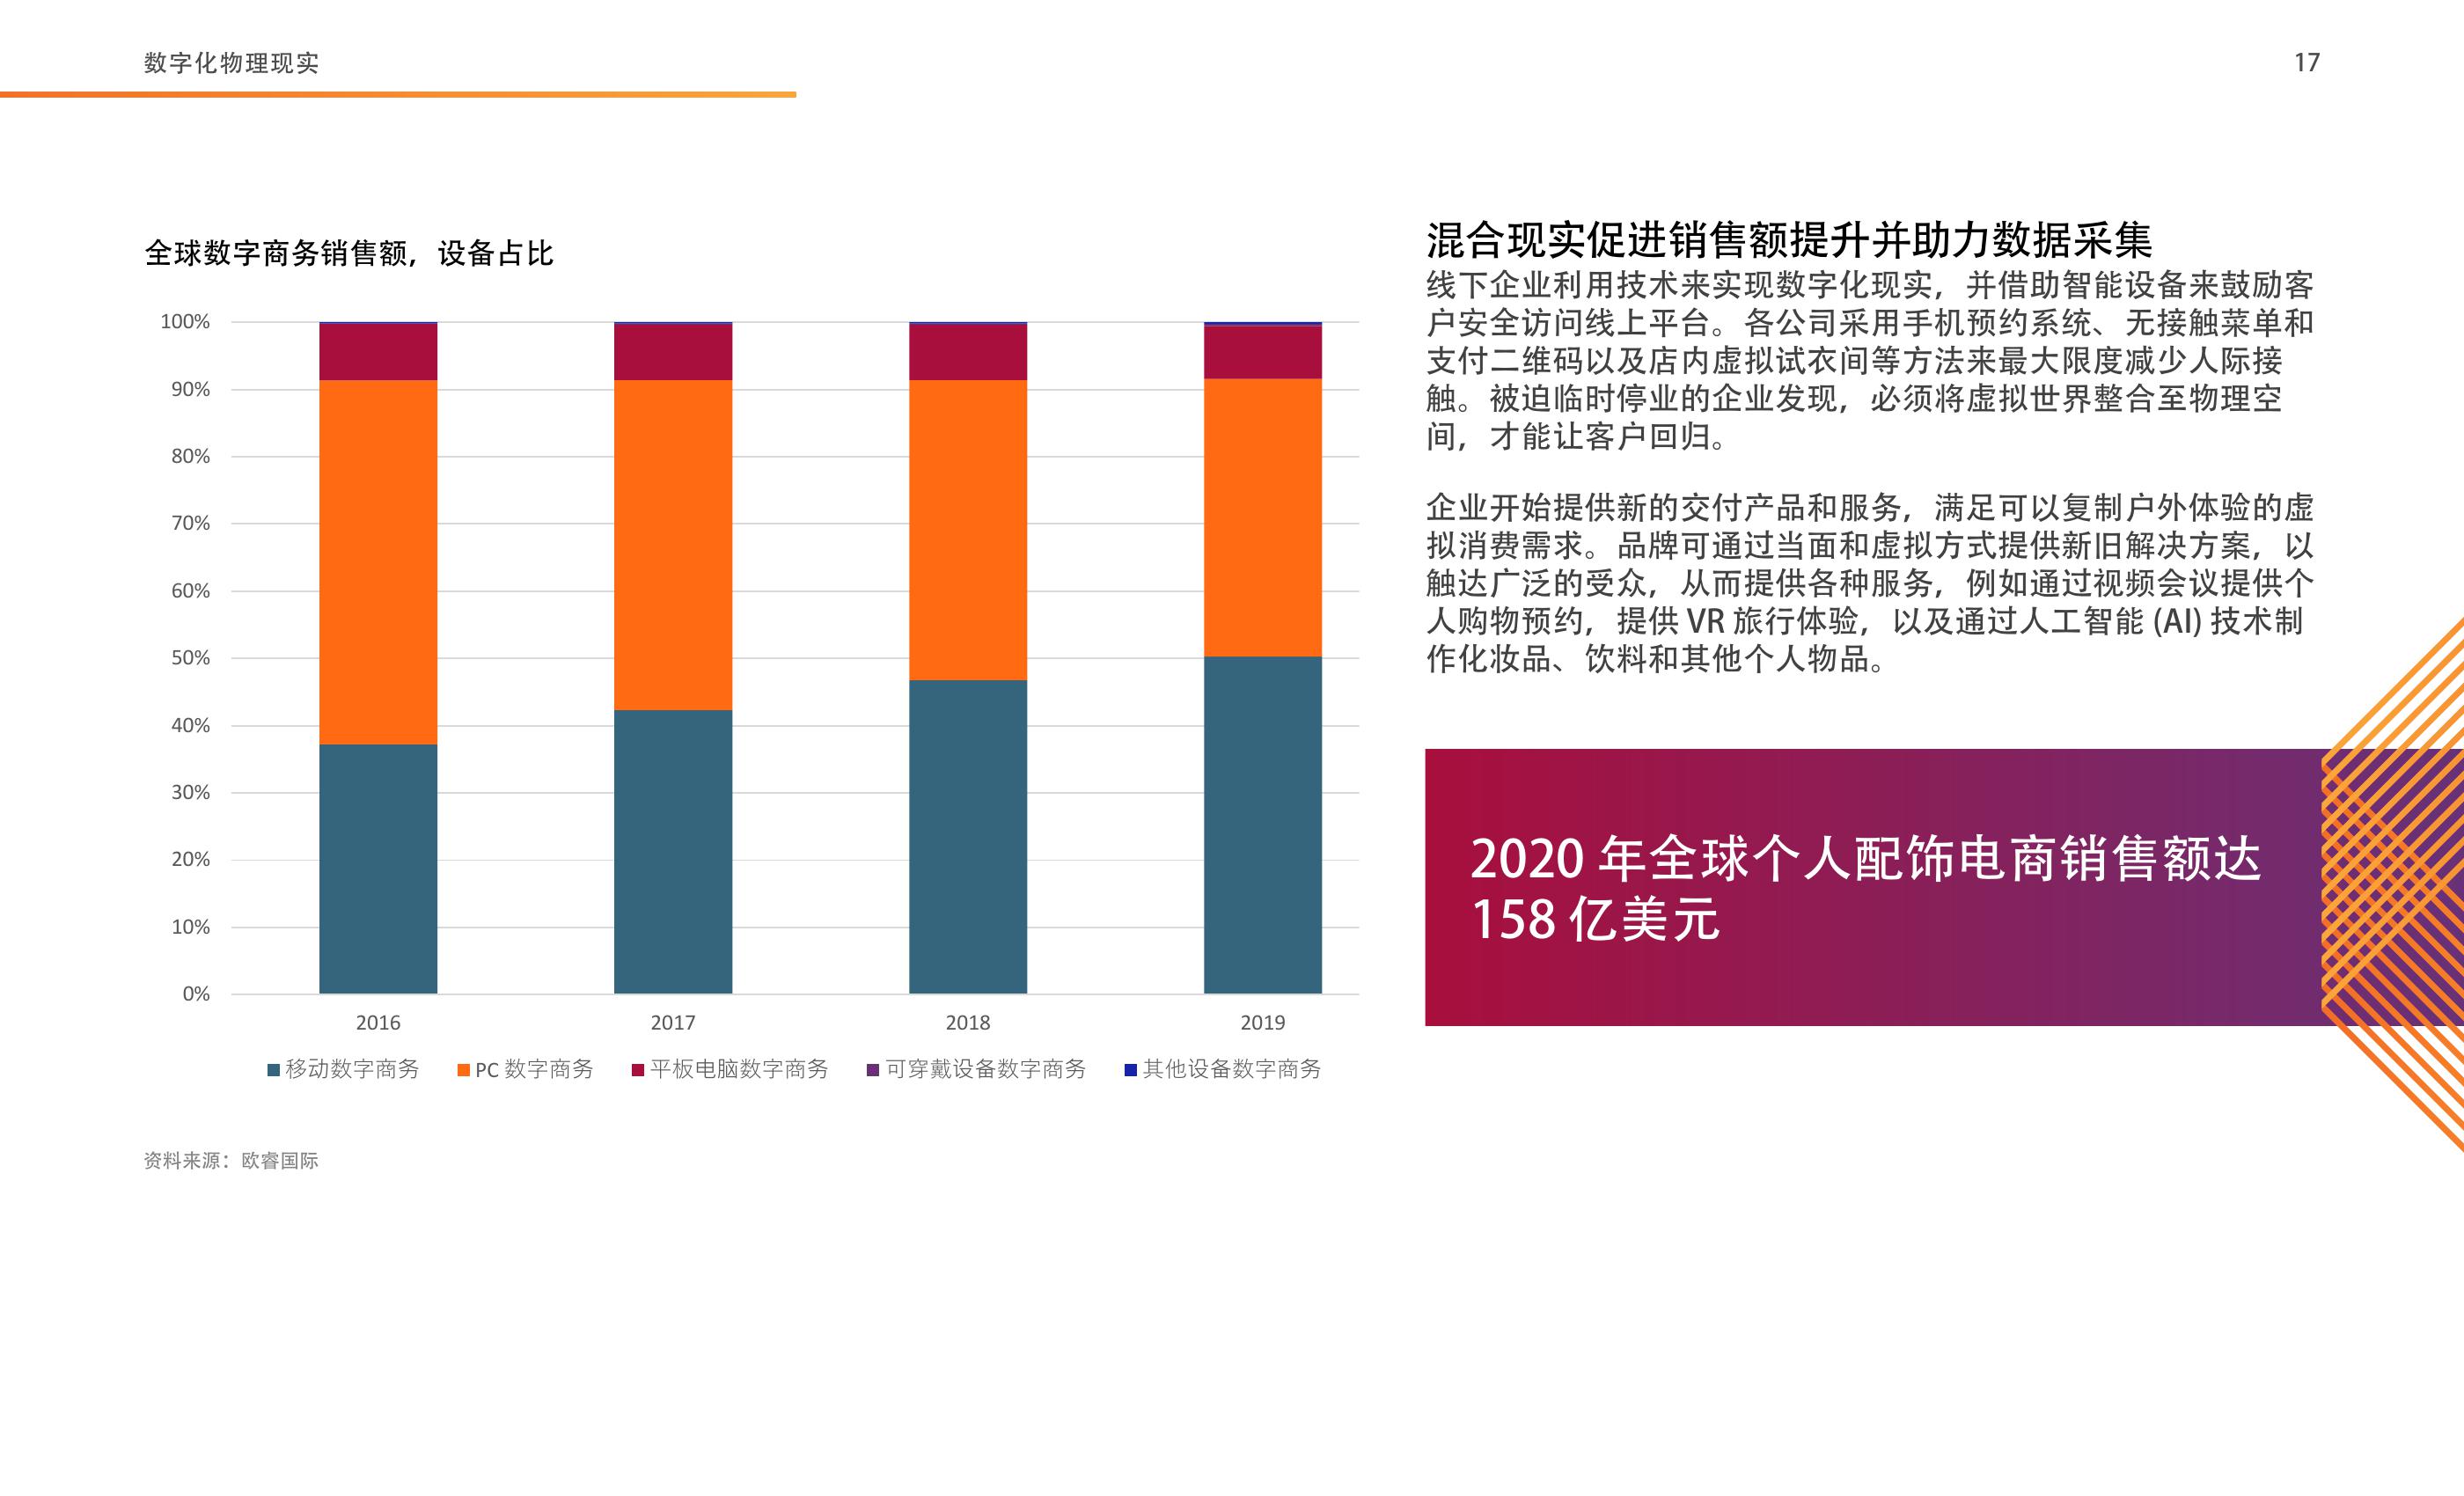 数字化物理现实
17
全球数字商务销售额，设备占比
100%
90%
80%
70%
60%
50%
40%
30%
20%
10%
0%
2016
2017
2018
2019
移动数字商务
PC 数字商务
平板电脑数字商务
可穿戴设备数字商务
其他设备数字商务
资料来源：欧睿国际
混合现实促进销售额提升并助力数据采集
线下企业利用技术来实现数字化现实，并借助智能设备来鼓励客
户安全访问线上平台。各公司采用手机预约系统、无接触菜单和
支付二维码以及店内虚拟试衣间等方法来最大限度减少人际接
触。被迫临时停业的企业发现，必须将虚拟世界整合至物理空
间，才能让客户回归。
企业开始提供新的交付产品和服务，满足可以复制户外体验的虚
拟消费需求。品牌可通过当面和虚拟方式提供新旧解决方案，以
触达广泛的受众，从而提供各种服务，例如通过视频会议提供个
人购物预约，提供 VR 旅行体验，以及通过人工智能 (AI) 技术制
作化妆品、饮料和其他个人物品。
2020 年全球个人配饰电商销售额达
158 亿美元